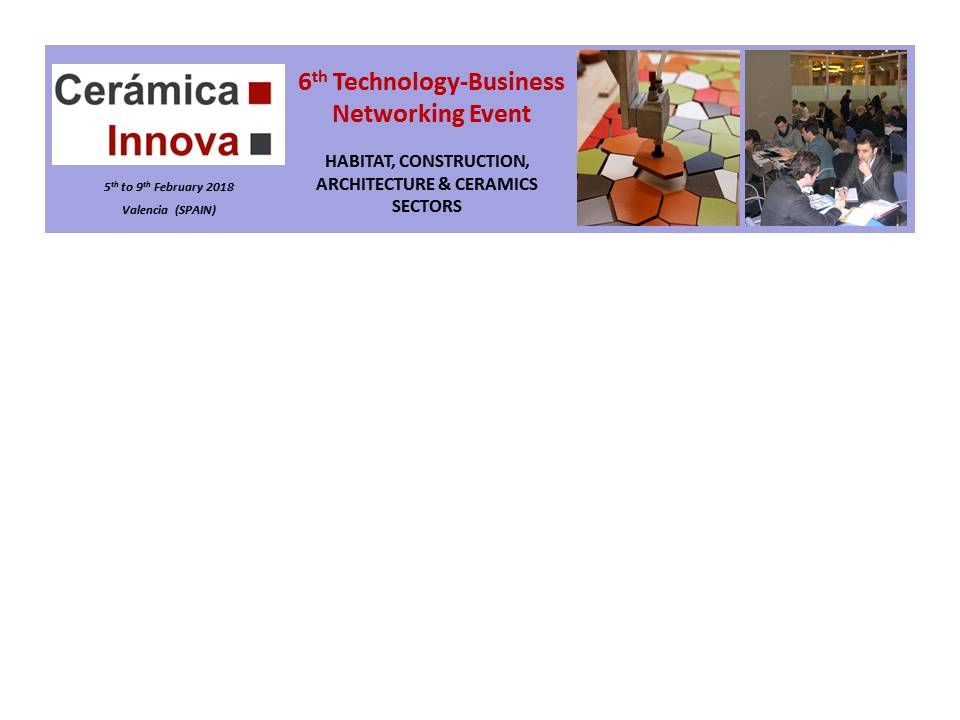 Cerámica
Innova
5th to 9th February 2018
Valencia (SPAIN)
6th Technology-Business
Networking Event
HABITAT, CONSTRUCTION,
ARCHITECTURE & CERAMICS
SECTORS